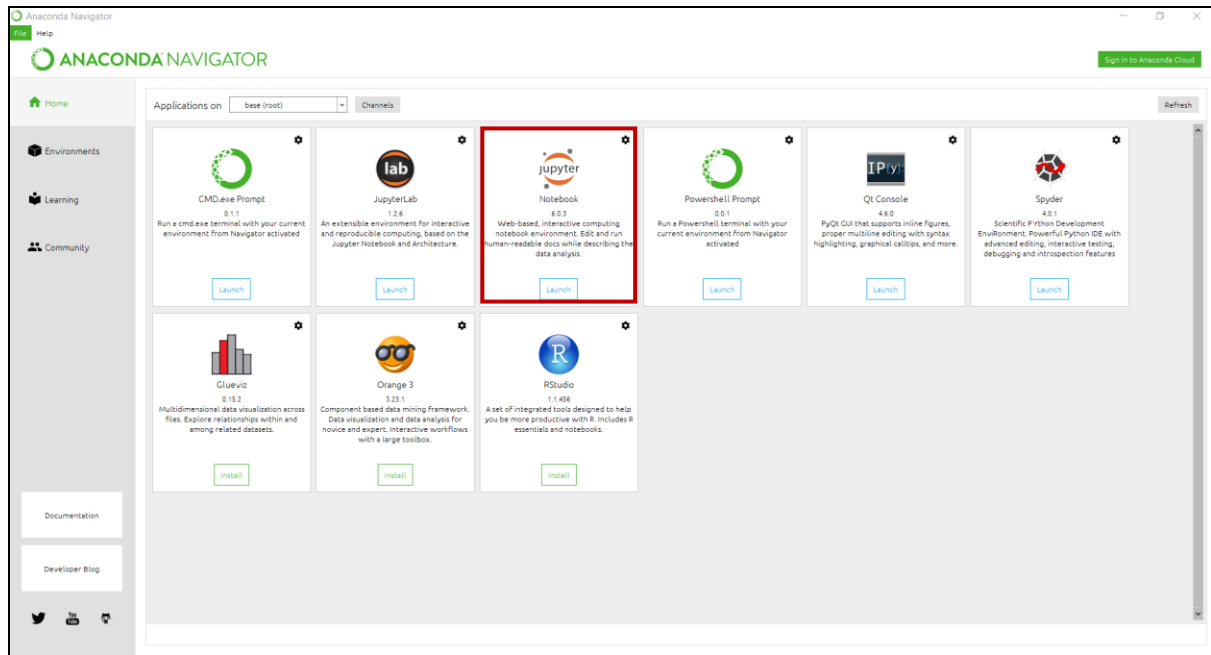 Anaconda Navigator
File Help
ANACONDA NAVIGATOR
Sign in to Anaconda Cloud
Home
Environments
Learning
Community
Documentation
Developer Blog
You
Tube
Applications on base (root) Channels
Refresh
CMD.exe Prompt
0.1.1
Run a cmd.exe terminal with your current
environment from Navigator activated
Launch
lab
JupyterLab
1.2.6
An extensible environment for interactive
and reproducible computing, based on the
Jupyter Notebook and Architecture.
Launch
jupyter
Notebook
6.0.3
Web-based, interactive computing
notebook environment. Edit and run
human-readable docs while describing the
data analysis.
Launch
Powershell Prompt
0.0.1
Run a Powershell terminal with your
current environment from Navigator
activated
Launch
IP[y]:
Qt Console
4.6.0
PyQt GUI that supports inline figures,
proper multiline editing with syntax
highlighting, graphical calltips, and more.
Launch
Spyder
4.0.1
Scientific PYthon Development
EnviRonment. Powerful Python IDE with
advanced editing, interactive testing,
debugging and introspection features
Launch
Glueviz
0.15.2
Multidimensional data visualization across
files. Explore relationships within and
among related datasets.
Install
Orange 3
3.23.1
Component based data mining framework.
Data visualization and data analysis for
novice and expert. Interactive workflows
with a large toolbox.
Install
R
RStudio
1.1.456
A set of integrated tools designed to help
you be more productive with R. Includes R
essentials and notebooks.
Install